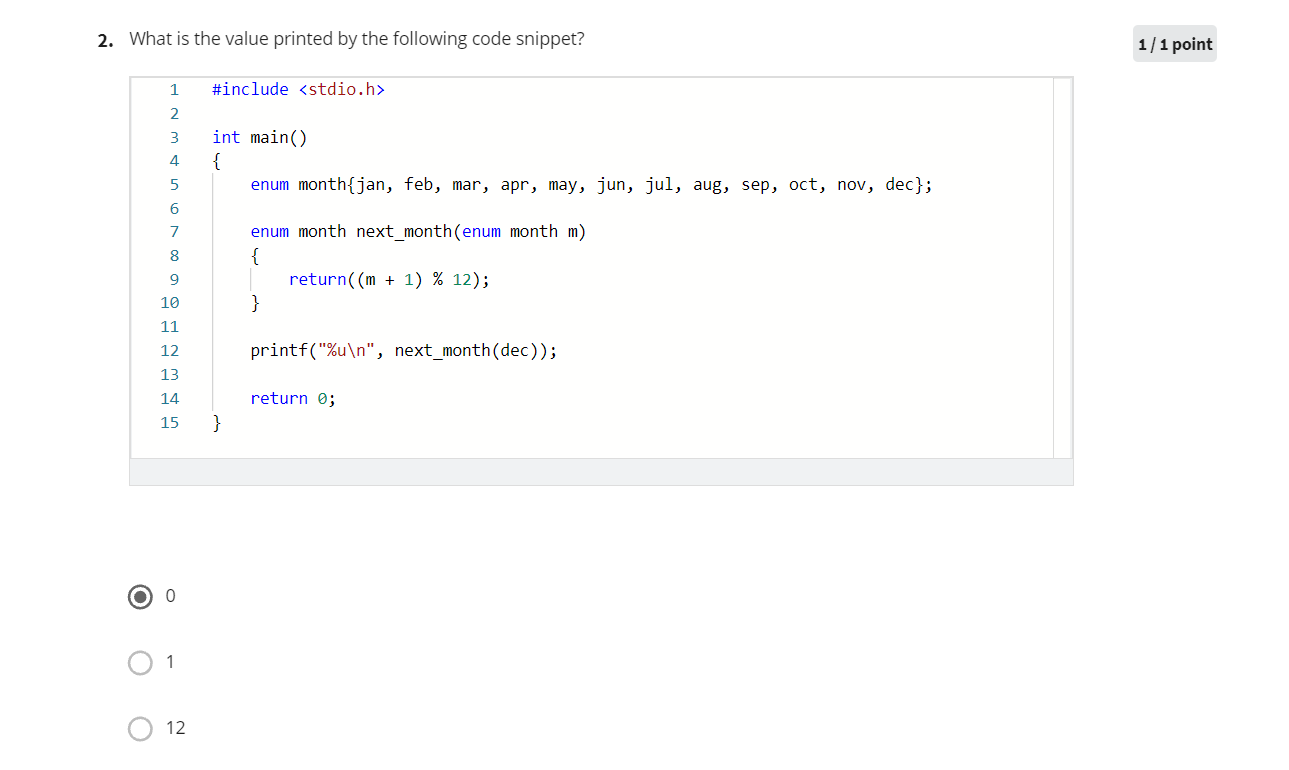 2. What is the value printed by the following code snippet?
1 / 1 point
1 #include <stdio.h>
2
3 int main()
4 {
5 enum month{jan, feb, mar, apr, may, jun, jul, aug, sep, oct, nov, dec};
6
7 enum month next_month(enum month m)
8 {
9 return((m + 1) % 12);
10 }
11
12 printf("%u\n", next_month(dec));
13
14 return 0;
15 }
0
1
12